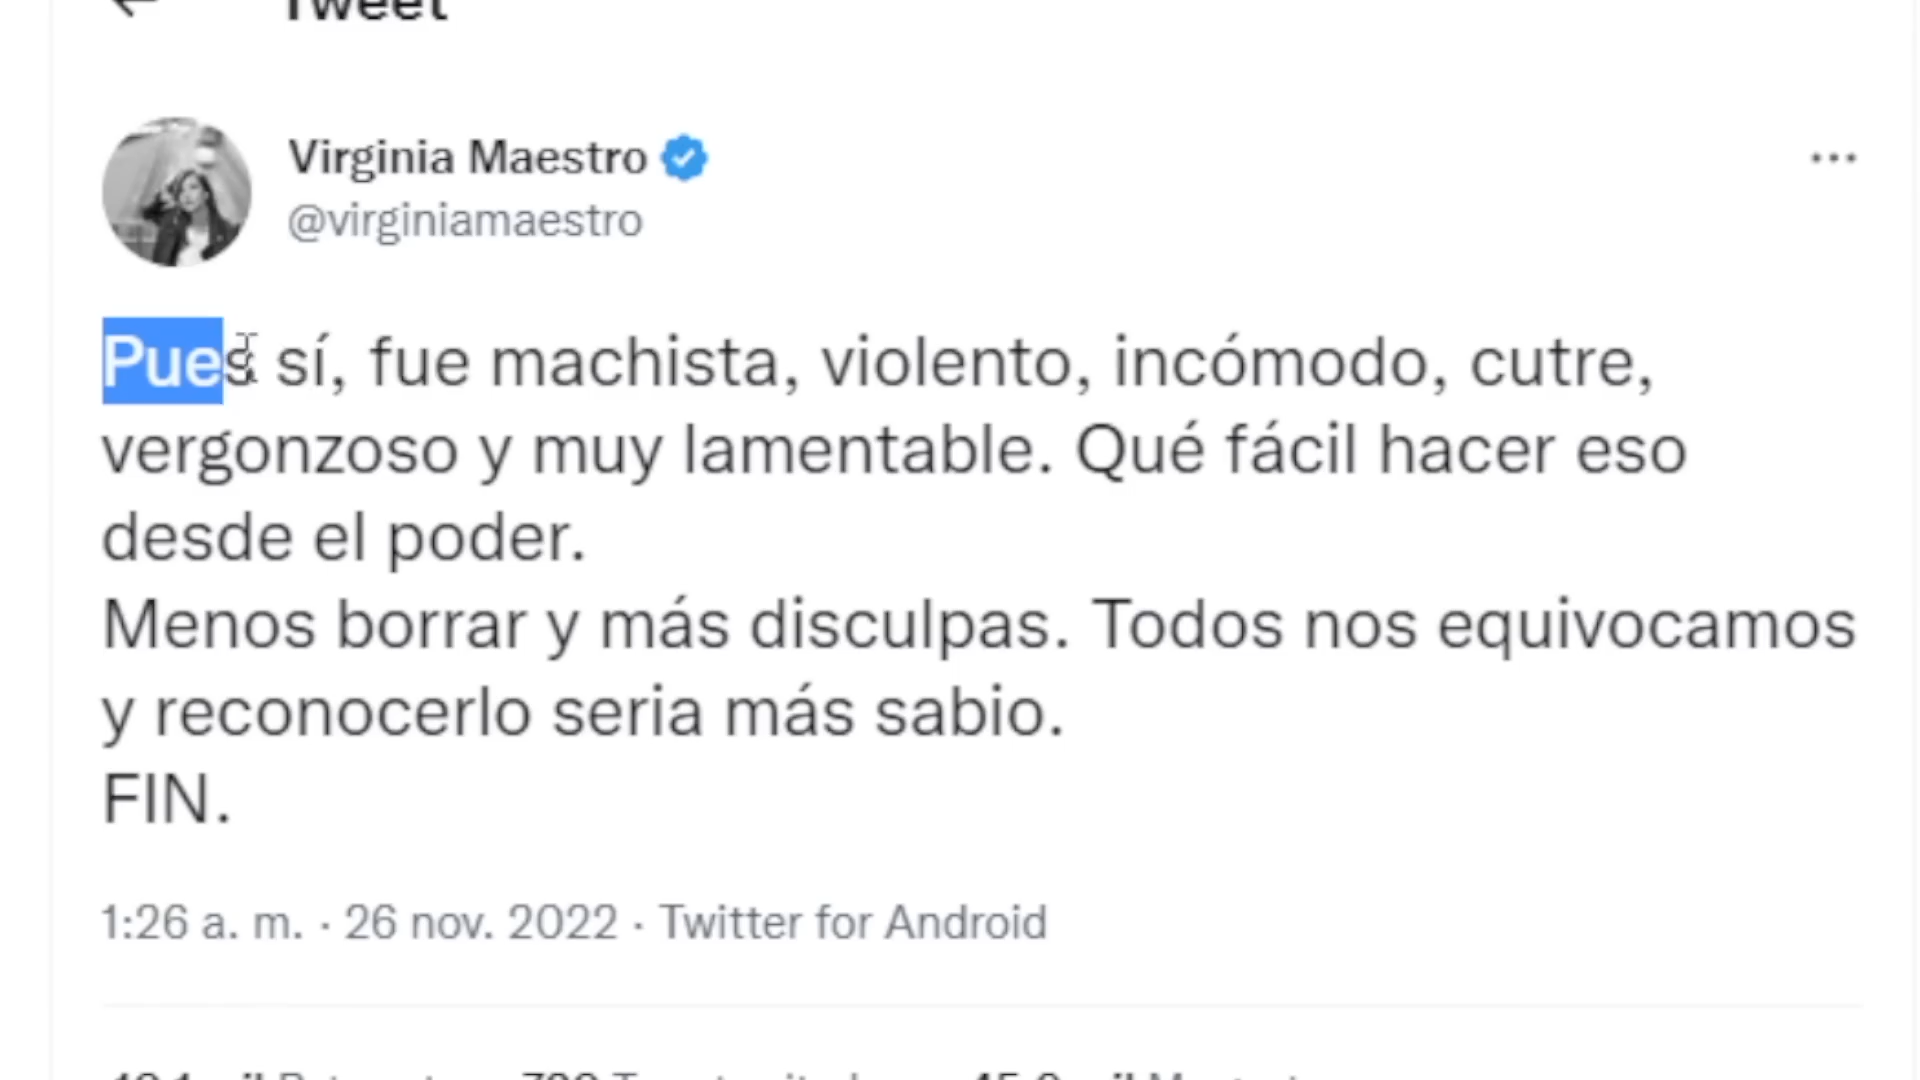 Tweet
Virginia Maestro
@virginiamaestro
Pues sí, fue machista, violento, incómodo, cutre,
vergonzoso y muy lamentable. Qué fácil hacer eso
desde el poder.
Menos borrar y más disculpas. Todos nos equivocamos
y reconocerlo seria más sabio.
FIN.
1:26 a. m. · 26 nov. 2022 · Twitter for Android